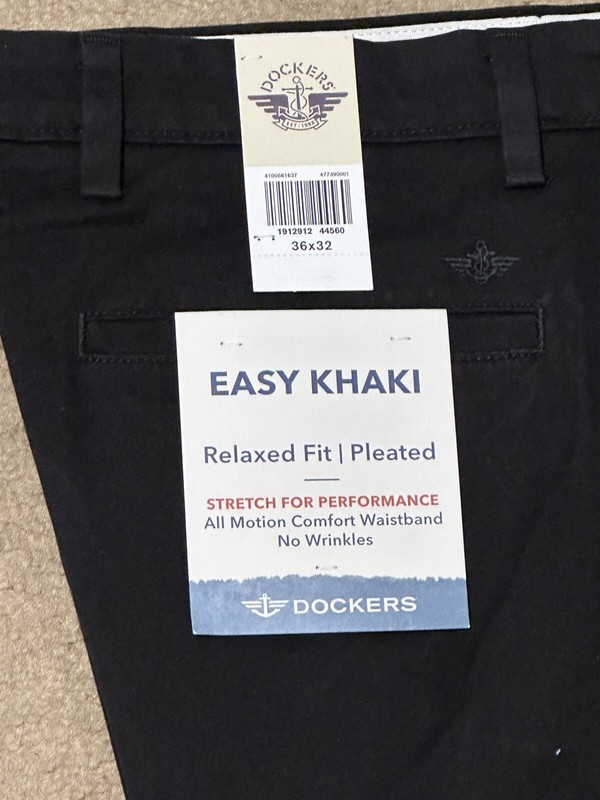 DOCKERS
EST. 1986
4100661637 477390001
1912912 44560
36x32
EASY KHAKI
Relaxed Fit | Pleated
STRETCH FOR PERFORMANCE
All Motion Comfort Waistband
No Wrinkles
DOCKERS